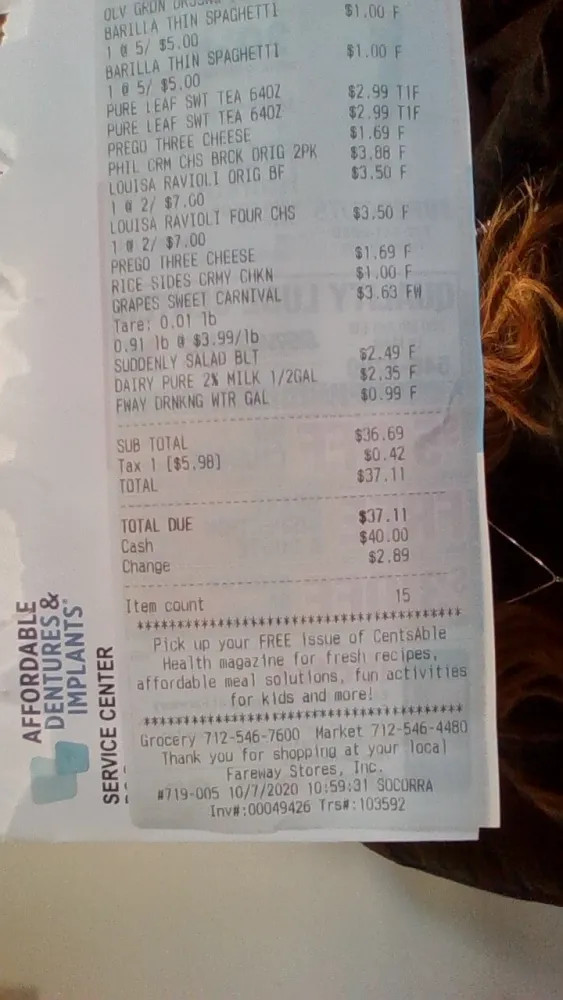 OLV GRDN
BARILLA THIN SPAGHETTI $1.00 F
1 @ 5/ $5.00
BARILLA THIN SPAGHETTI $1.00 F
1 @ 5/ $5.00
PURE LEAF SWT TEA 64OZ $2.99 T1F
PURE LEAF SWT TEA 64OZ $2.99 T1F
PREGO THREE CHEESE $1.69 F
PHIL CRM CHS BRCK ORIG 2PK $3.88 F
LOUISA RAVIOLI ORIG BF $3.50 F
1 @ 2/ $7.00
LOUISA RAVIOLI FOUR CHS $3.50 F
1 @ 2/ $7.00
PREGO THREE CHEESE $1.69 F
RICE SIDES CRMY CHKN $1.00 F
GRAPES SWEET CARNIVAL $3.63 FW
Tare: 0.01 lb
0.91 lb @ $3.99/lb
SUDDENLY SALAD BLT $2.49 F
DAIRY PURE 2% MILK 1/2GAL $2.35 F
FWAY DRNKNG WTR GAL $0.99 F
SUB TOTAL $36.69
Tax 1 [$5.98] $0.42
TOTAL $37.11
TOTAL DUE $37.11
Cash $40.00
Change $2.89
Item count 15
****************************************
Pick up your FREE issue of CentsAble
Health magazine for fresh recipes,
affordable meal solutions, fun activities
for kids and more!
****************************************
Grocery 712-546-7600 Market 712-546-4480
Thank you for shopping at your local
Fareway Stores, Inc.
#719-005 10/7/2020 10:59:31 SOCORRA
Inv#:00049426 Trs#:103592
AFFORDABLE
DENTURES &
IMPLANTS
SERVICE CENTER